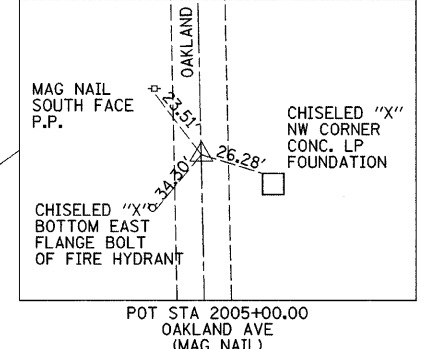 OAKLAND
MAG NAIL
SOUTH FACE
P.P.
23.51'
CHISELED "X"
NW CORNER
CONC. LP
FOUNDATION
26.28'
34.30'
CHISELED "X"
BOTTOM EAST
FLANGE BOLT
OF FIRE HYDRANT
POT STA 2005+00.00
OAKLAND AVE
(MAG NAIL)